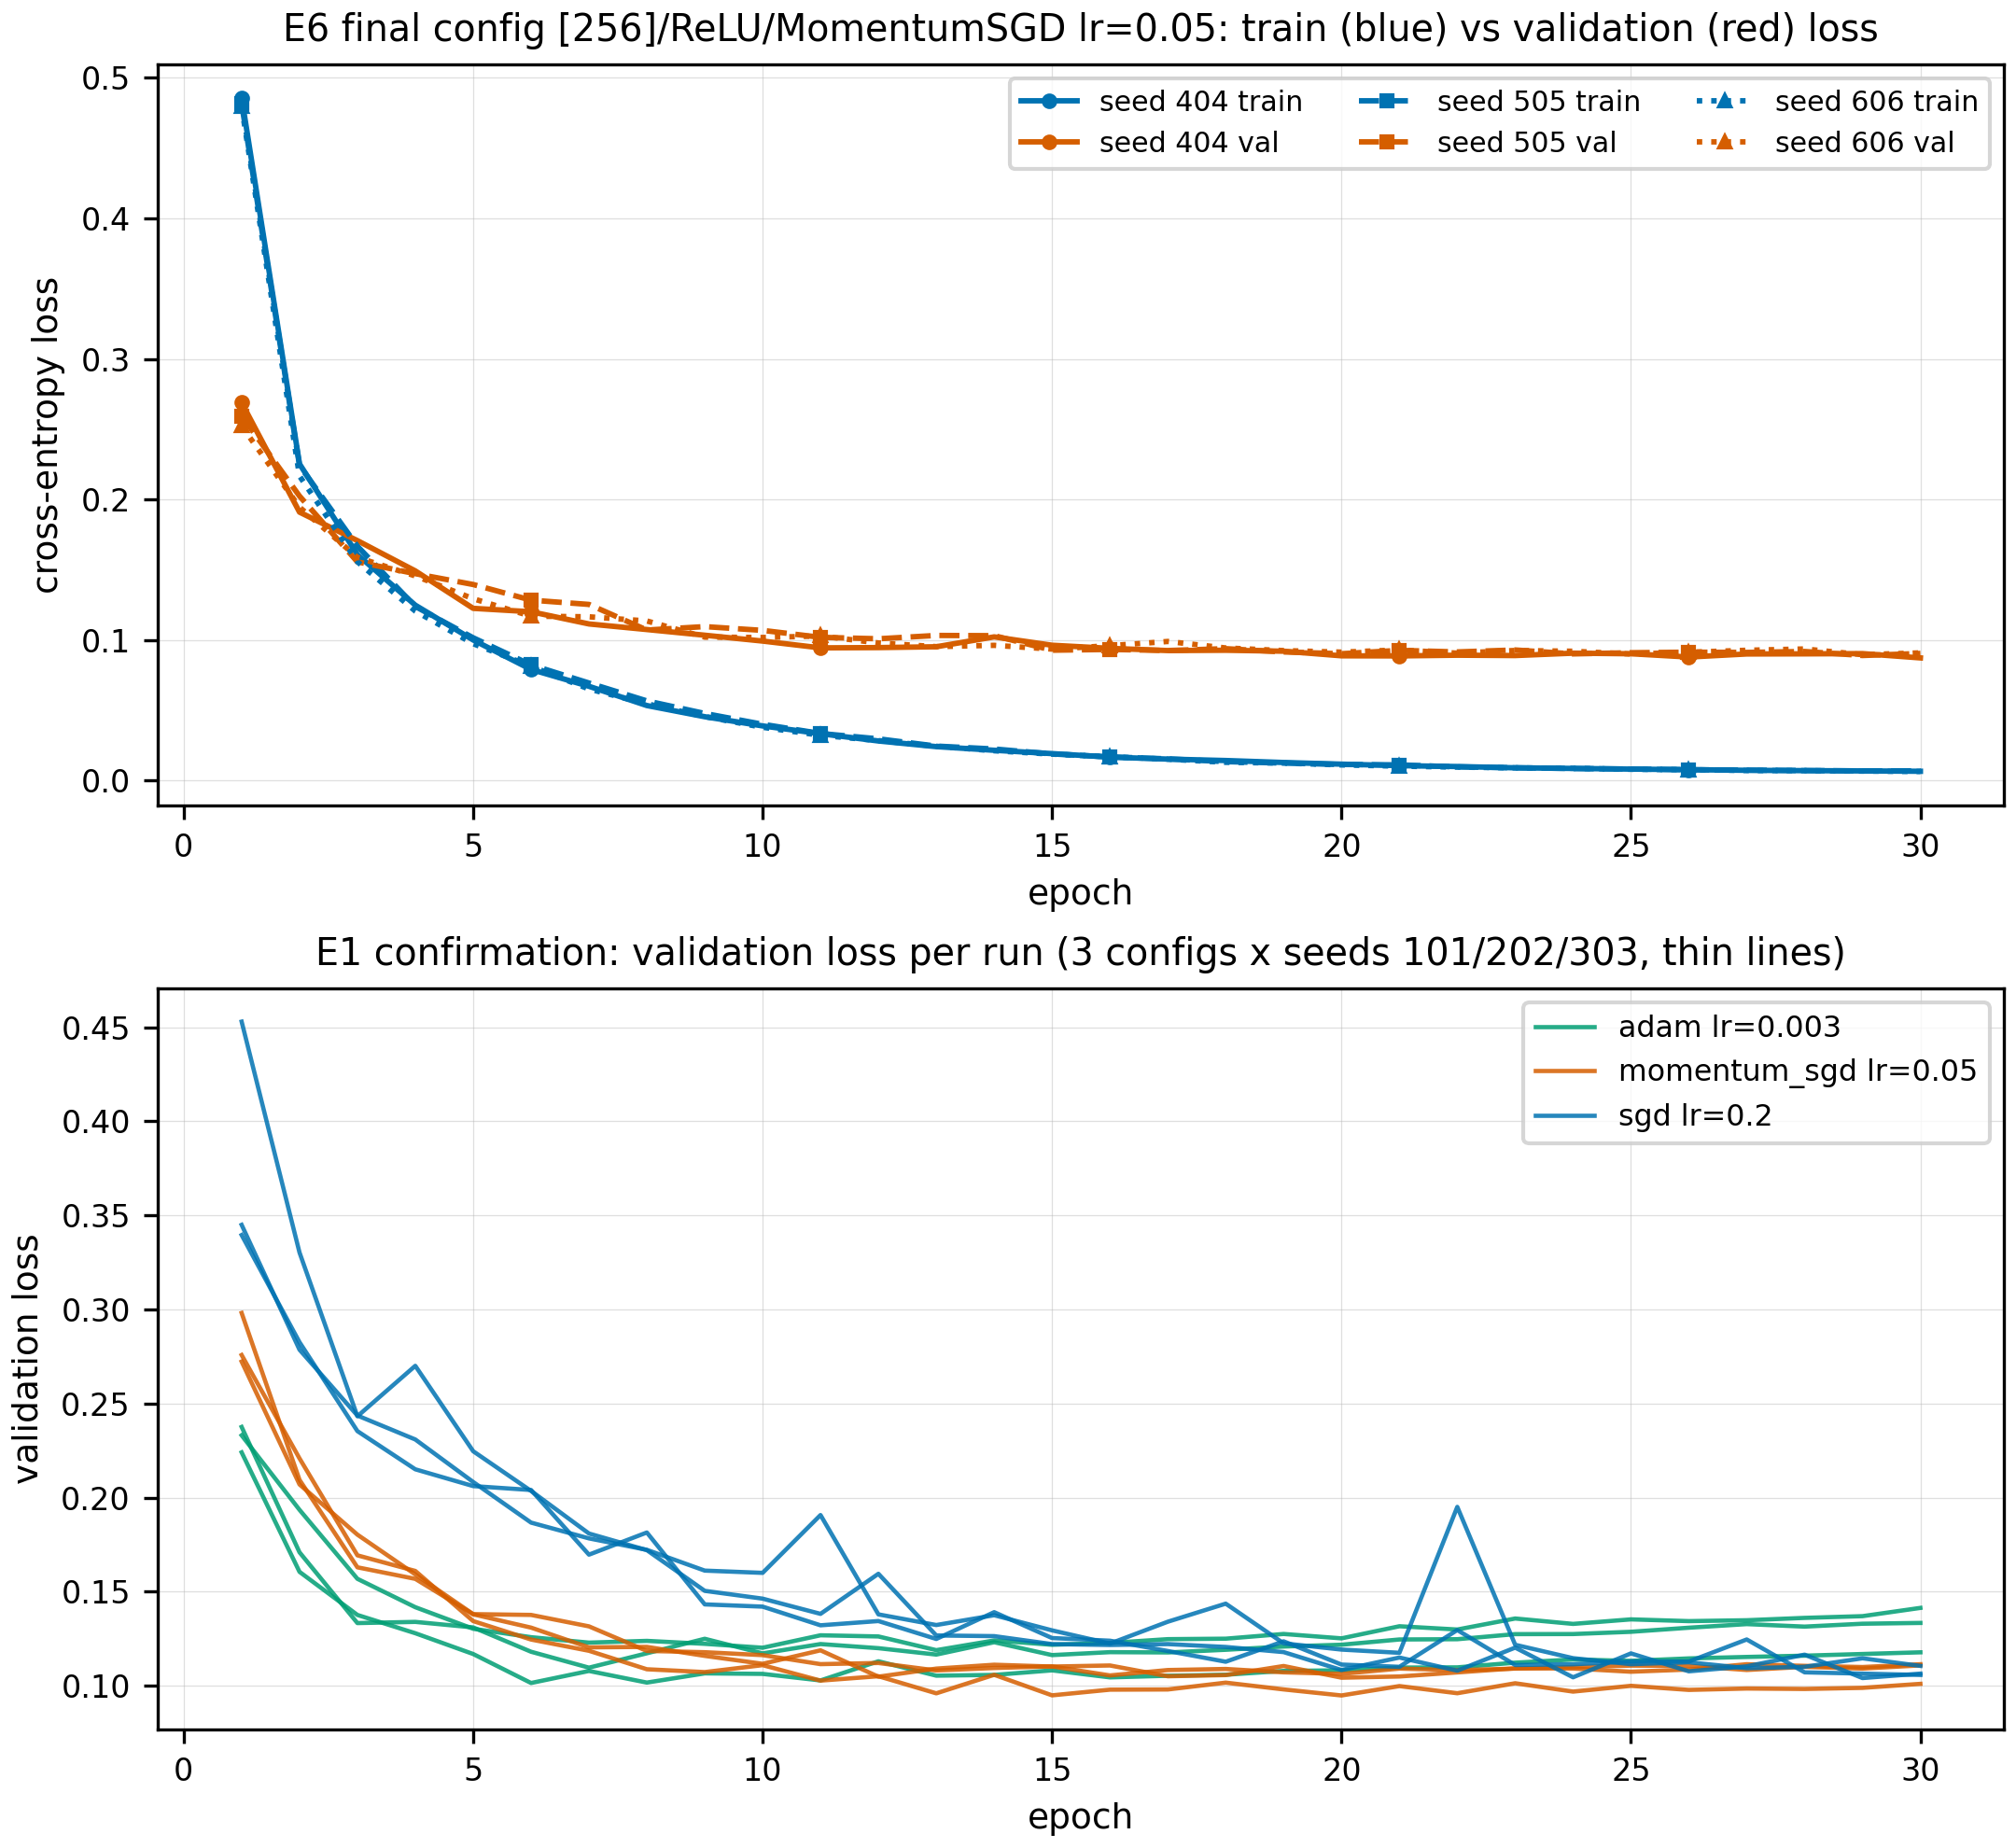 E6 final config [256]/ReLU/MomentumSGD lr=0.05: train (blue) vs validation (red) loss
cross-entropy loss
0.5
0.4
0.3
0.2
0.1
0.0
seed 404 train
seed 404 val
seed 505 train
seed 505 val
seed 606 train
seed 606 val
0 5 10 15 20 25 30
epoch
E1 confirmation: validation loss per run (3 configs x seeds 101/202/303, thin lines)
validation loss
0.45
0.40
0.35
0.30
0.25
0.20
0.15
0.10
adam lr=0.003
momentum_sgd lr=0.05
sgd lr=0.2
0 5 10 15 20 25 30
epoch